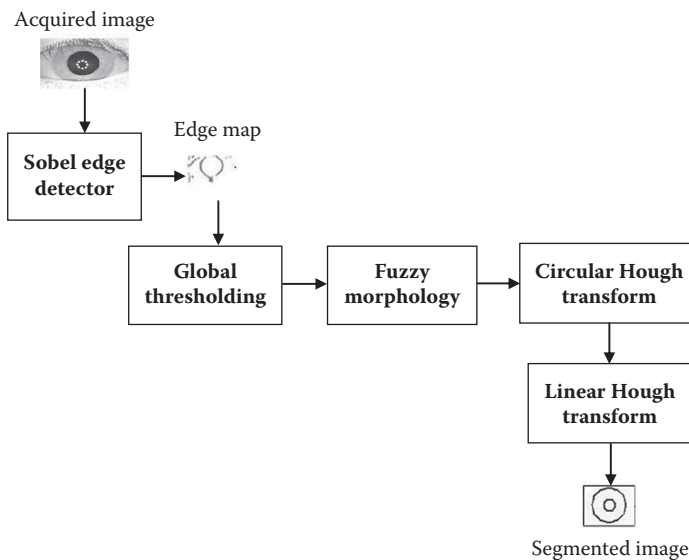 Acquired image
Edge map
Sobel edge
detector
Global
thresholding
Fuzzy
morphology
Circular Hough
transform
Linear Hough
transform
Segmented image